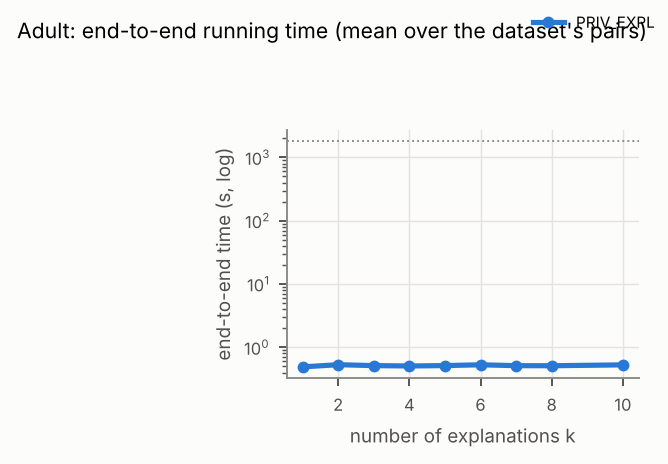 Adult: end-to-end running time (mean over the dataset's pairs)
PRIV_EXPL
end-to-end time (s, log)
10³
10²
10¹
10⁰
2 4 6 8 10
number of explanations k